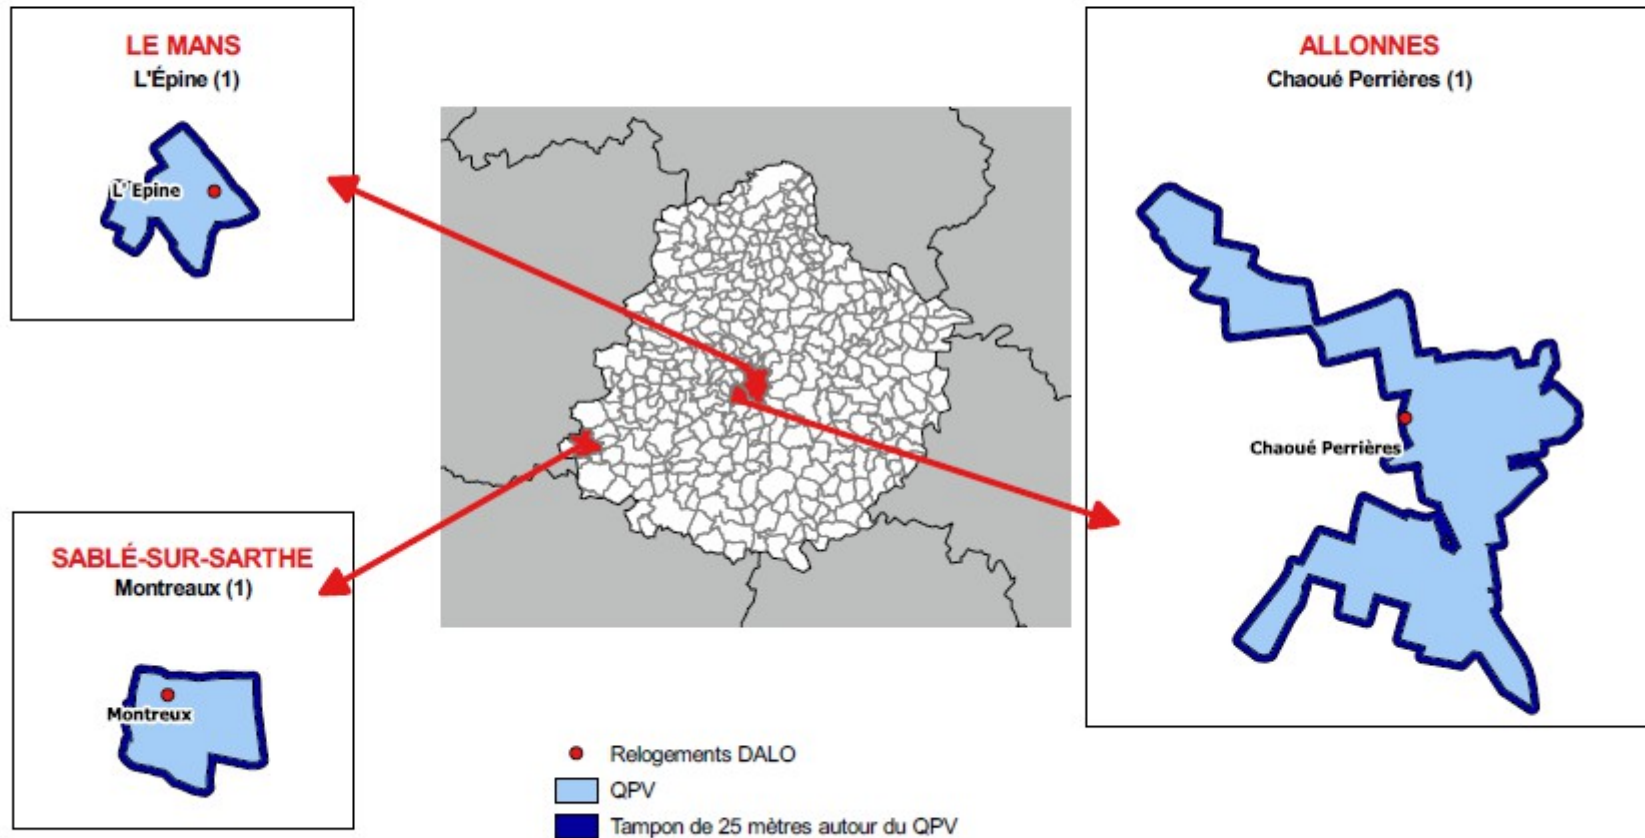 LE MANS
L'Épine (1)
L'Epine
ALLONNES
Chaoué Perrières (1)
Chaoué Perrières
SABLÉ-SUR-SARTHE
Montreaux (1)
Montreux
Relogements DALO
QPV
Tampon de 25 mètres autour du QPV